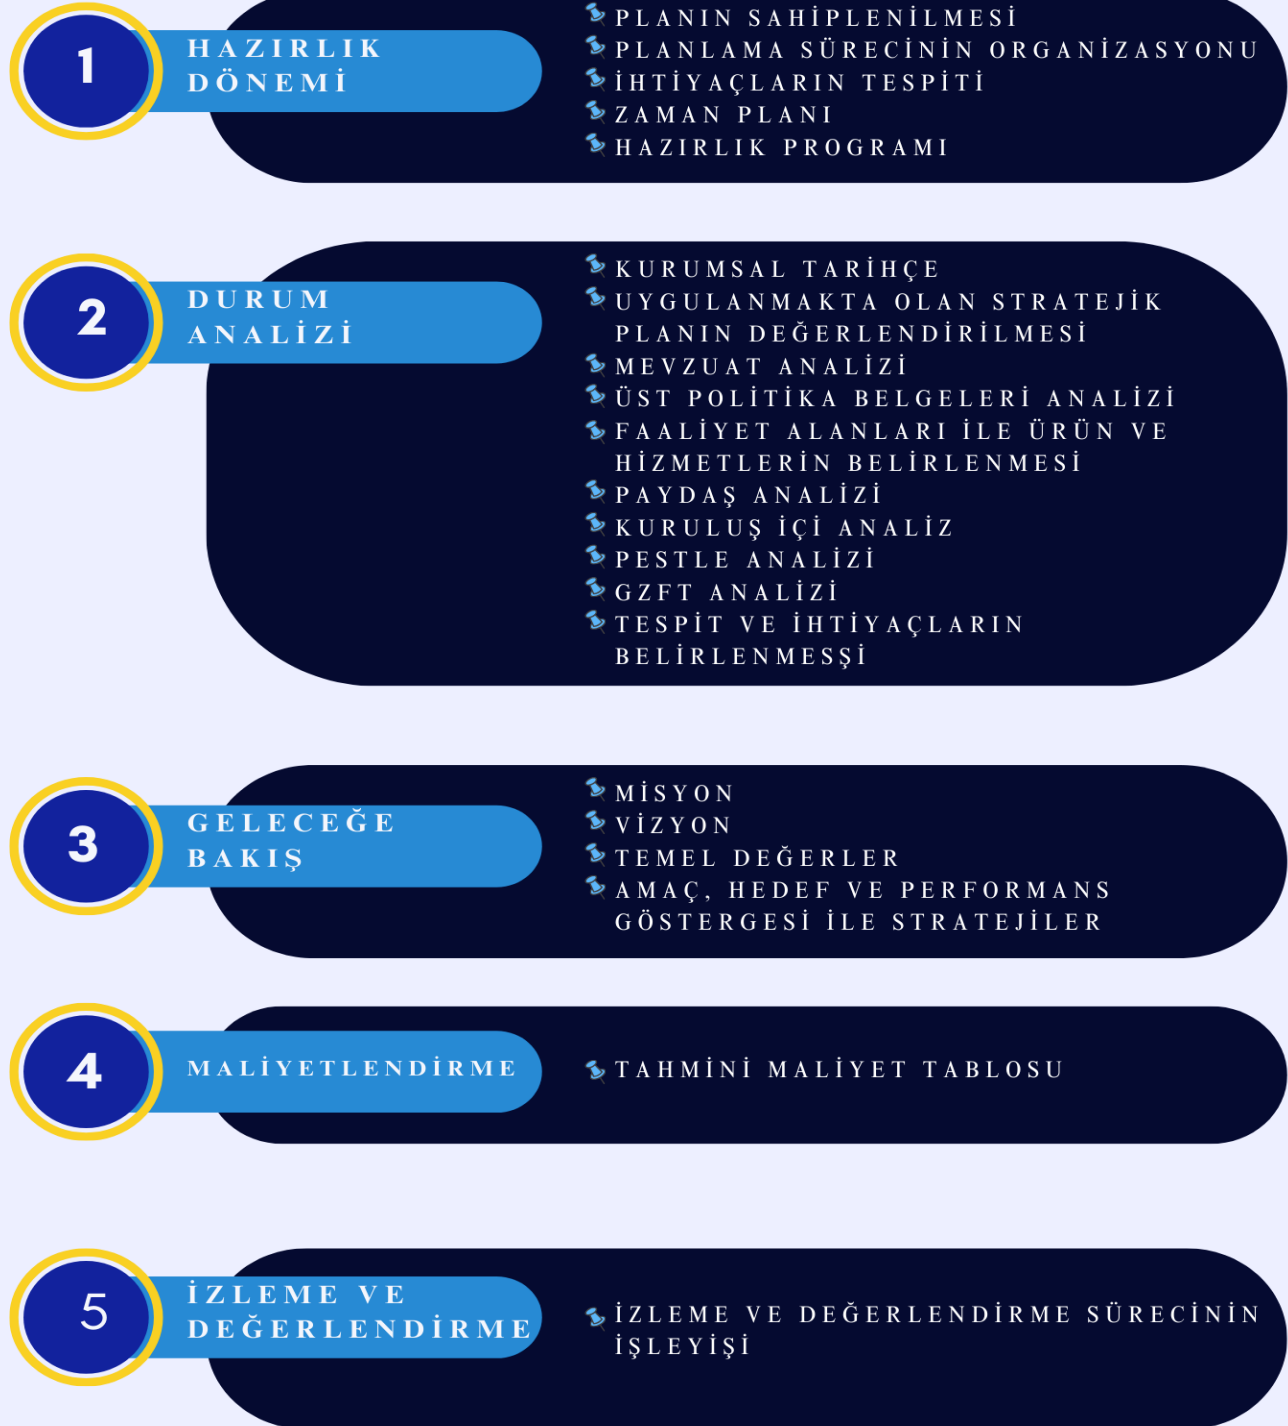 1
HAZIRLIK
DÖNEMİ
PLANIN SAHİPLENİLMESİ
PLANLAMA SÜRECİNİN ORGANİZASYONU
İHTİYAÇLARIN TESPİTİ
ZAMAN PLANI
HAZIRLIK PROGRAMI
2
DURUM
ANALİZİ
KURUMSAL TARİHÇE
UYGULANMAKTA OLAN STRATEJİK
PLANIN DEĞERLENDİRİLMESİ
MEVZUAT ANALİZİ
ÜST POLİTİKA BELGELERİ ANALİZİ
FAALİYET ALANLARI İLE ÜRÜN VE
HİZMETLERİN BELİRLENMESİ
PAYDAŞ ANALİZİ
KURULUŞ İÇİ ANALİZ
PESTLE ANALİZİ
GZFT ANALİZİ
TESPİT VE İHTİYAÇLARIN
BELİRLENMESŞİ
3
GELECEĞE
BAKIŞ
MİSYON
VİZYON
TEMEL DEĞERLER
AMAÇ, HEDEF VE PERFORMANS
GÖSTERGESİ İLE STRATEJİLER
4
MALİYETLENDİRME
TAHMİNİ MALİYET TABLOSU
5
İZLEME VE
DEĞERLENDİRME
İZLEME VE DEĞERLENDİRME SÜRECİNİN
İŞLEYİŞİ